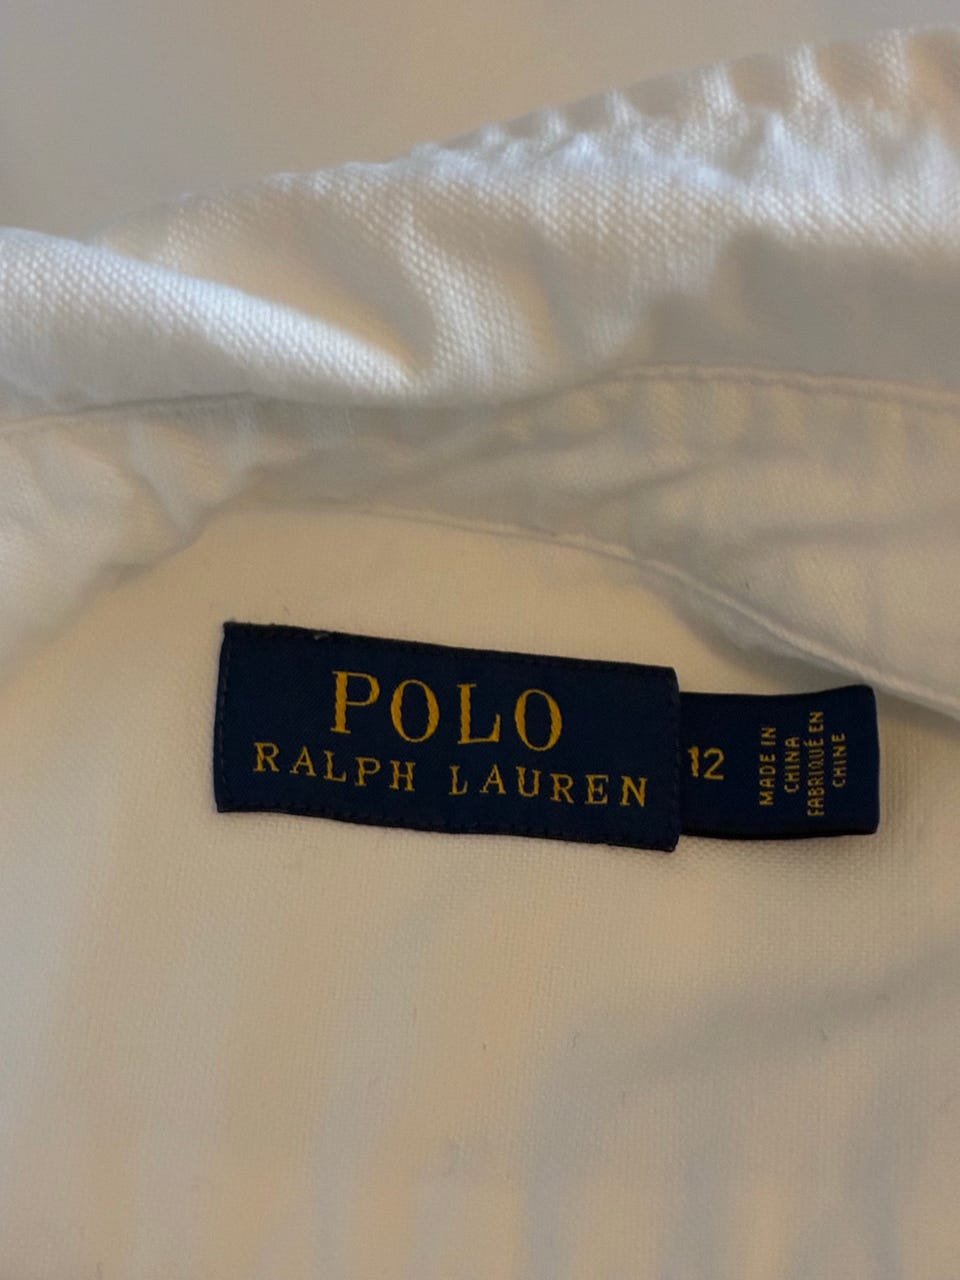 POLO
RALPH LAUREN
12
MADE IN
CHINA
FABRIQUÉ EN
CHINE